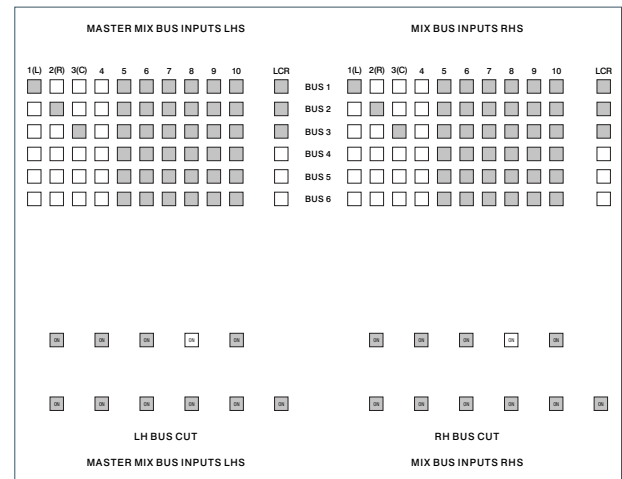 MASTER MIX BUS INPUTS LHS MIX BUS INPUTS RHS
1(L) 2(R) 3(C) 4 5 6 7 8 9 10 LCR 1(L) 2(R) 3(C) 4 5 6 7 8 9 10 LCR
BUS 1
BUS 2
BUS 3
BUS 4
BUS 5
BUS 6
ON ON ON ON ON ON ON ON ON ON
ON ON ON ON ON ON ON ON ON ON ON ON
LH BUS CUT RH BUS CUT
MASTER MIX BUS INPUTS LHS MIX BUS INPUTS RHS